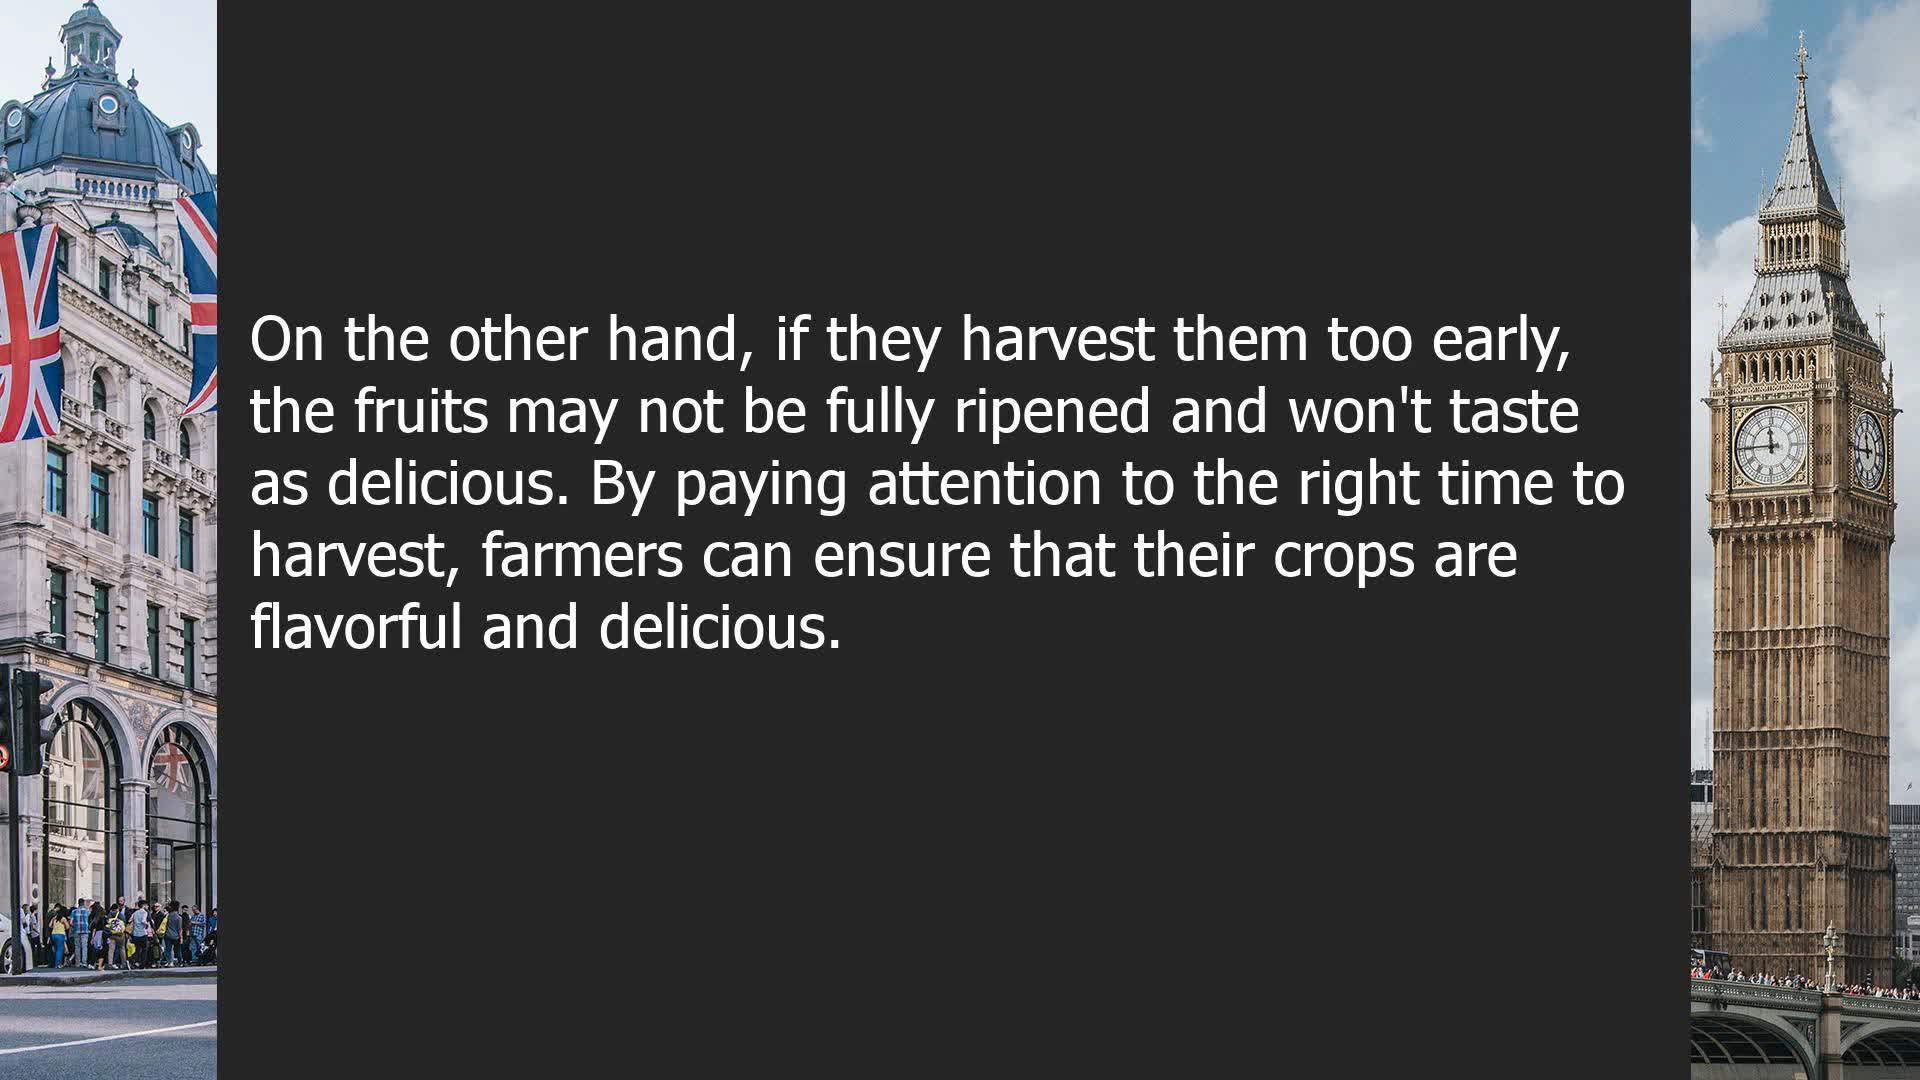 On the other hand, if they harvest them too early,
the fruits may not be fully ripened and won't taste
as delicious. By paying attention to the right time to
harvest, farmers can ensure that their crops are
flavorful and delicious.